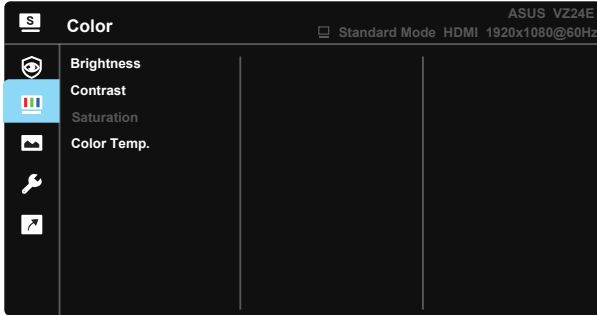 S
ASUS VZ24E
Color
Standard Mode HDMI 1920x1080@60Hz
Brightness
Contrast
Saturation
Color Temp.